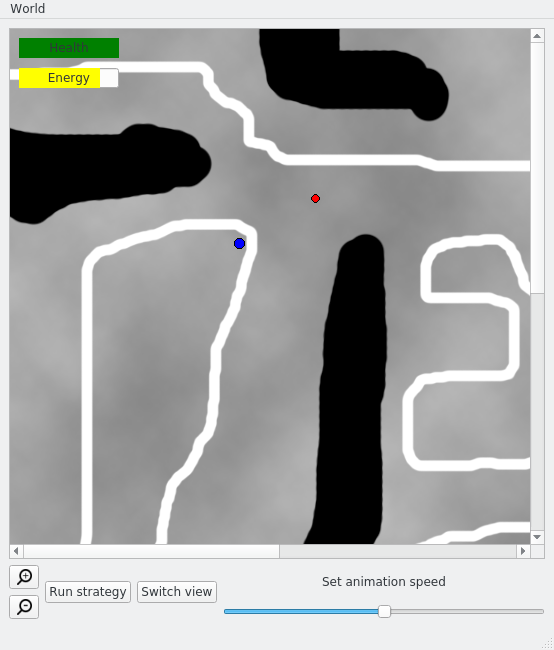 World
Health
Energy
Set animation speed
Run strategy
Switch view